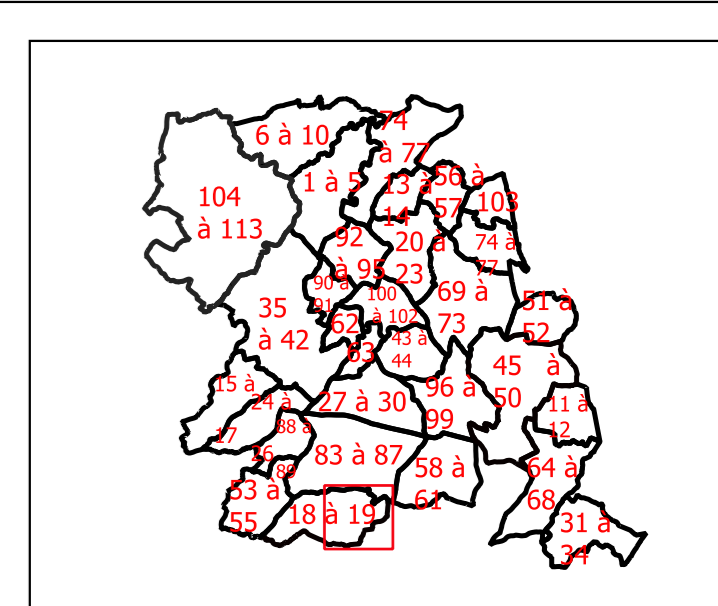 74
6 à 10
à 77
1 à 5
13 à
56 à
104
14
57
103
à 113
92
20 à
74 à
à 95
23
77
90 à
91
100
69 à
51 à
35
à 102
62
73
52
à 42
63
43 à
44
45 à
15 à
24 à
27 à 30
96 à
50
11 à
17
88 à
99
12
26
83 à 87
89
58 à
64 à
53 à
61
68
55
18 à 19
31 à
34